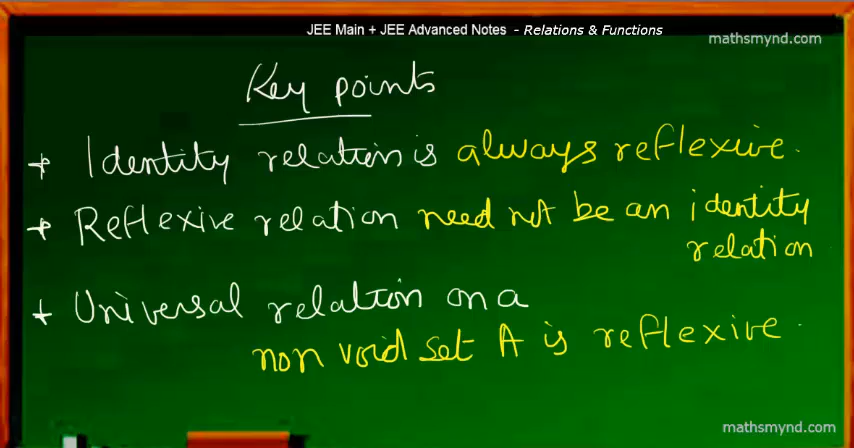 JEE Main + JEE Advanced Notes - Relations & Functions
mathsmynd.com
Key points
+ Identity relation is always reflexive.
+ Reflexive relation need not be an identity
relation
+ Universal relation on a
non void set A is reflexive.
mathsmynd.com